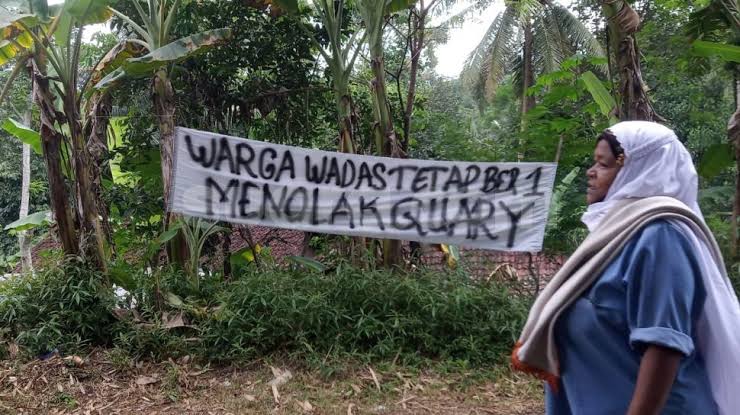 WARGA WADAS TETAP BER 1
MENOLAK QUARY